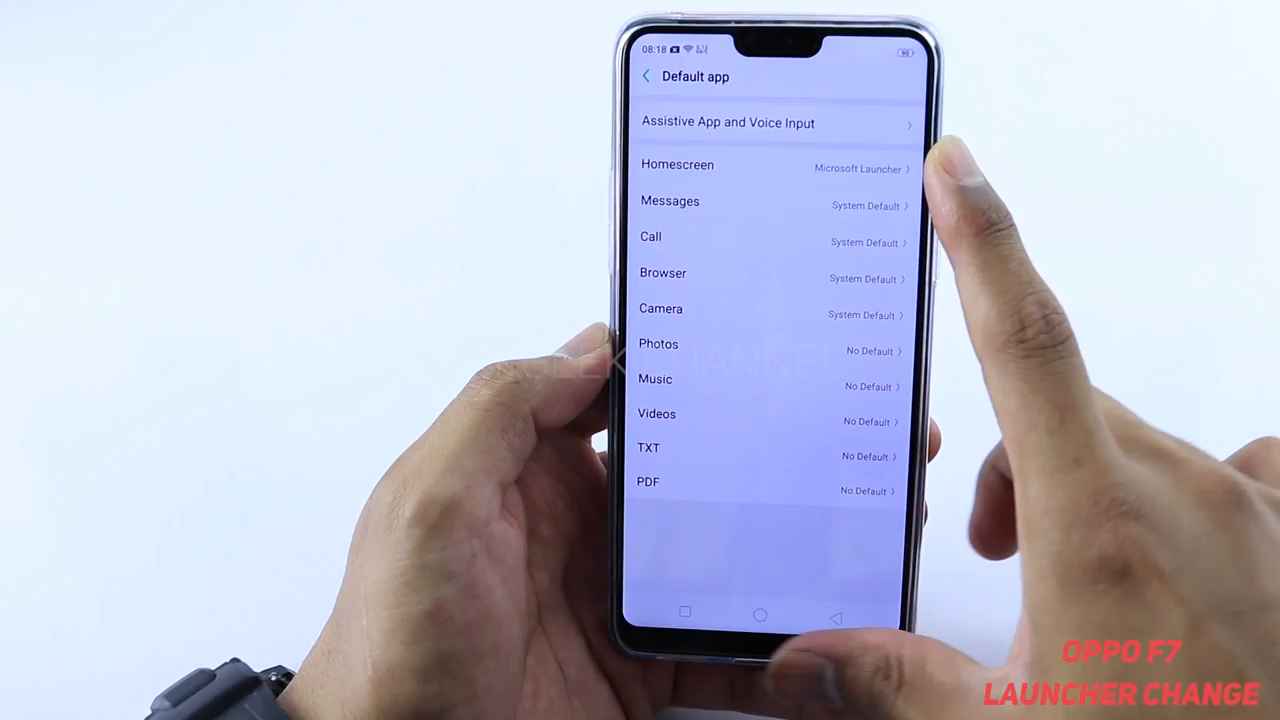 08:18
90
Default app
Assistive App and Voice Input
Homescreen Microsoft Launcher
Messages System Default
Call System Default
Browser System Default
Camera System Default
Photos No Default
CHANNEL
Music No Default
Videos No Default
TXT No Default
PDF No Default
OPPO F7
LAUNCHER CHANGE